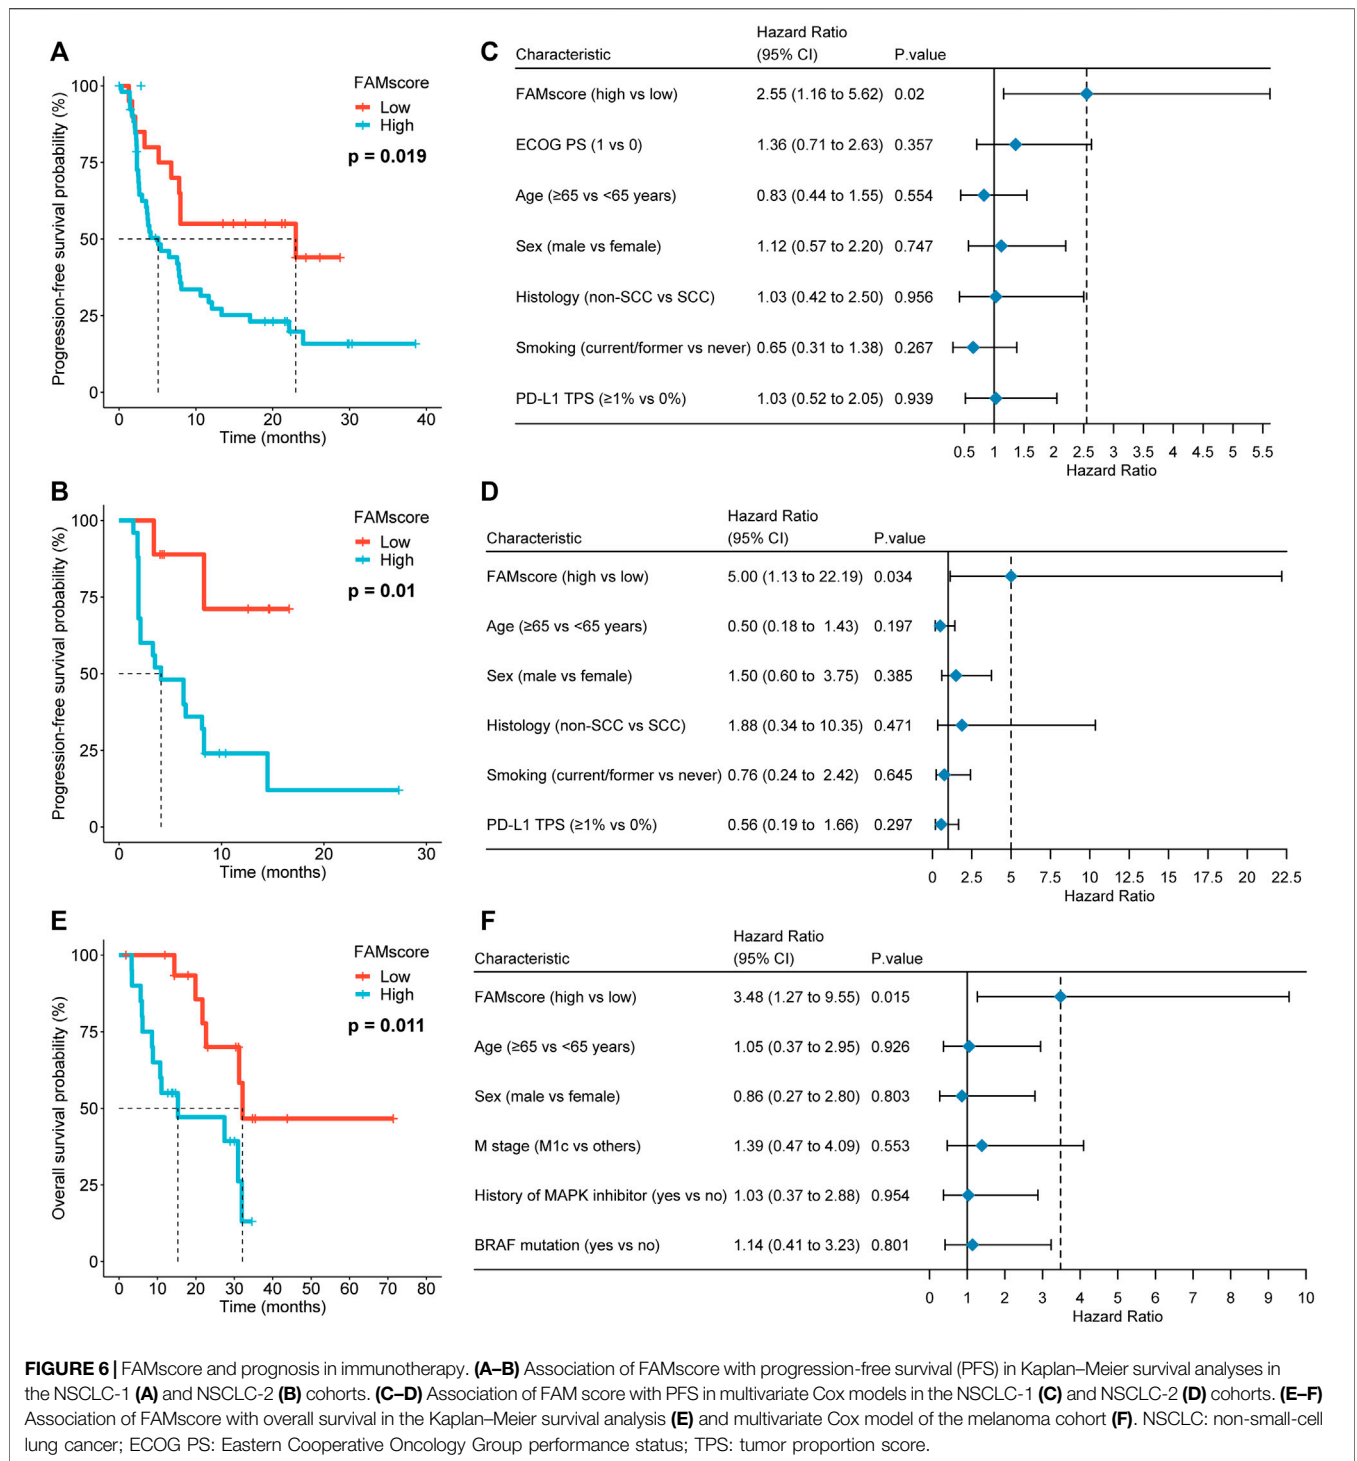 A
FAMscore
Low
High
p = 0.019
Progression-free survival probability (%)
100
75
50
25
0
0 10 20 30 40
Time (months)
C
Hazard Ratio
Characteristic (95% CI) P.value
FAMscore (high vs low) 2.55 (1.16 to 5.62) 0.02
ECOG PS (1 vs 0) 1.36 (0.71 to 2.63) 0.357
Age (≥65 vs <65 years) 0.83 (0.44 to 1.55) 0.554
Sex (male vs female) 1.12 (0.57 to 2.20) 0.747
Histology (non-SCC vs SCC) 1.03 (0.42 to 2.50) 0.956
Smoking (current/former vs never) 0.65 (0.31 to 1.38) 0.267
PD-L1 TPS (≥1% vs 0%) 1.03 (0.52 to 2.05) 0.939
0.5 1 1.5 2 2.5 3 3.5 4 4.5 5 5.5
Hazard Ratio
B
FAMscore
Low
High
p = 0.01
Progression-free survival probability (%)
100
75
50
25
0
0 10 20 30
Time (months)
D
Hazard Ratio
Characteristic (95% CI) P.value
FAMscore (high vs low) 5.00 (1.13 to 22.19) 0.034
Age (≥65 vs <65 years) 0.50 (0.18 to 1.43) 0.197
Sex (male vs female) 1.50 (0.60 to 3.75) 0.385
Histology (non-SCC vs SCC) 1.88 (0.34 to 10.35) 0.471
Smoking (current/former vs never) 0.76 (0.24 to 2.42) 0.645
PD-L1 TPS (≥1% vs 0%) 0.56 (0.19 to 1.66) 0.297
0 2.5 5 7.5 10 12.5 15 17.5 20 22.5
Hazard Ratio
E
FAMscore
Low
High
p = 0.011
Overall survival probability (%)
100
75
50
25
0
0 10 20 30 40 50 60 70 80
Time (months)
F
Hazard Ratio
Characteristic (95% CI) P.value
FAMscore (high vs low) 3.48 (1.27 to 9.55) 0.015
Age (≥65 vs <65 years) 1.05 (0.37 to 2.95) 0.926
Sex (male vs female) 0.86 (0.27 to 2.80) 0.803
M stage (M1c vs others) 1.39 (0.47 to 4.09) 0.553
History of MAPK inhibitor (yes vs no) 1.03 (0.37 to 2.88) 0.954
BRAF mutation (yes vs no) 1.14 (0.41 to 3.23) 0.801
0 1 2 3 4 5 6 7 8 9 10
Hazard Ratio
FIGURE 6 | FAMscore and prognosis in immunotherapy. (A–B) Association of FAMscore with progression-free survival (PFS) in Kaplan–Meier survival analyses in
the NSCLC-1 (A) and NSCLC-2 (B) cohorts. (C–D) Association of FAM score with PFS in multivariate Cox models in the NSCLC-1 (C) and NSCLC-2 (D) cohorts. (E–F)
Association of FAMscore with overall survival in the Kaplan–Meier survival analysis (E) and multivariate Cox model of the melanoma cohort (F). NSCLC: non-small-cell
lung cancer; ECOG PS: Eastern Cooperative Oncology Group performance status; TPS: tumor proportion score.